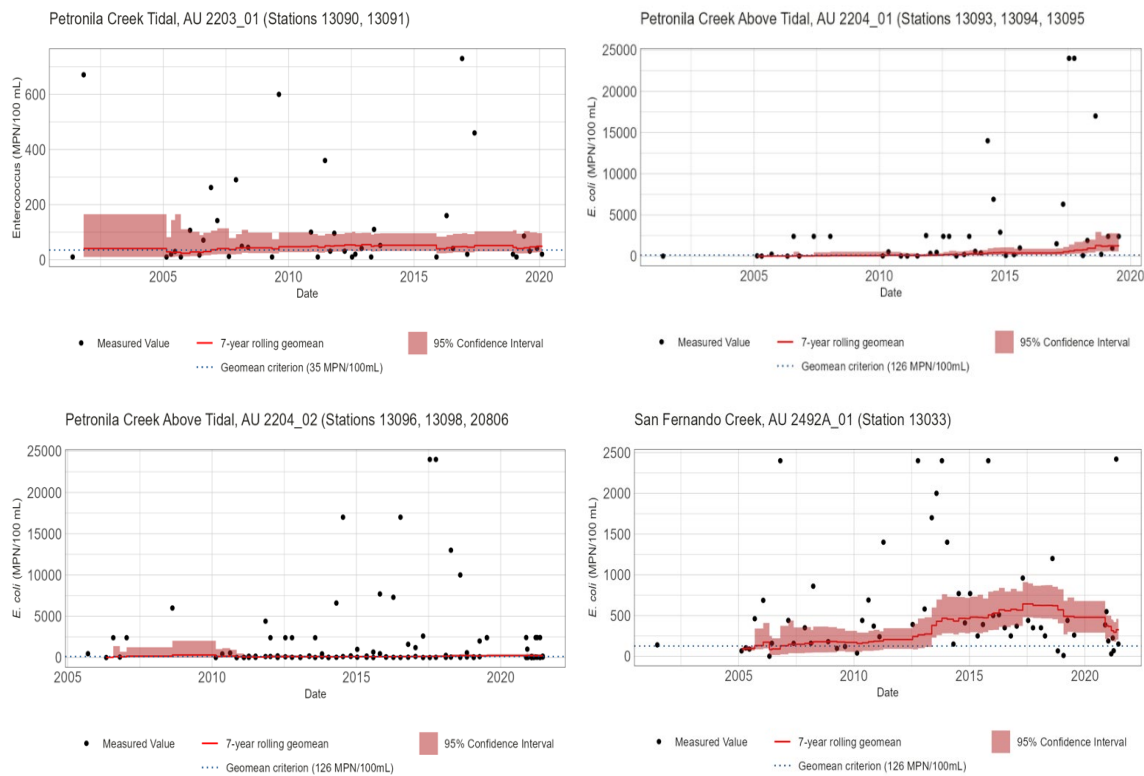 Petronila Creek Tidal, AU 2203_01 (Stations 13090, 13091)
Enterococcus (MPN/100 mL)
600
400
200
0
2005
2010
2015
2020
Date
Measured Value
7-year rolling geomean
95% Confidence Interval
Geomean criterion (35 MPN/100mL)
Petronila Creek Above Tidal, AU 2204_01 (Stations 13093, 13094, 13095
E. coli (MPN/100 mL)
25000
20000
15000
10000
5000
0
2005
2010
2015
2020
Date
Measured Value
7-year rolling geomean
95% Confidence Interval
Geomean criterion (126 MPN/100mL)
Petronila Creek Above Tidal, AU 2204_02 (Stations 13096, 13098, 20806
E. coli (MPN/100 mL)
25000
20000
15000
10000
5000
0
2005
2010
2015
2020
Date
Measured Value
7-year rolling geomean
95% Confidence Interval
Geomean criterion (126 MPN/100mL)
San Fernando Creek, AU 2492A_01 (Station 13033)
E. coli (MPN/100 mL)
2500
2000
1500
1000
500
0
2005
2010
2015
2020
Date
Measured Value
7-year rolling geomean
95% Confidence Interval
Geomean criterion (126 MPN/100mL)